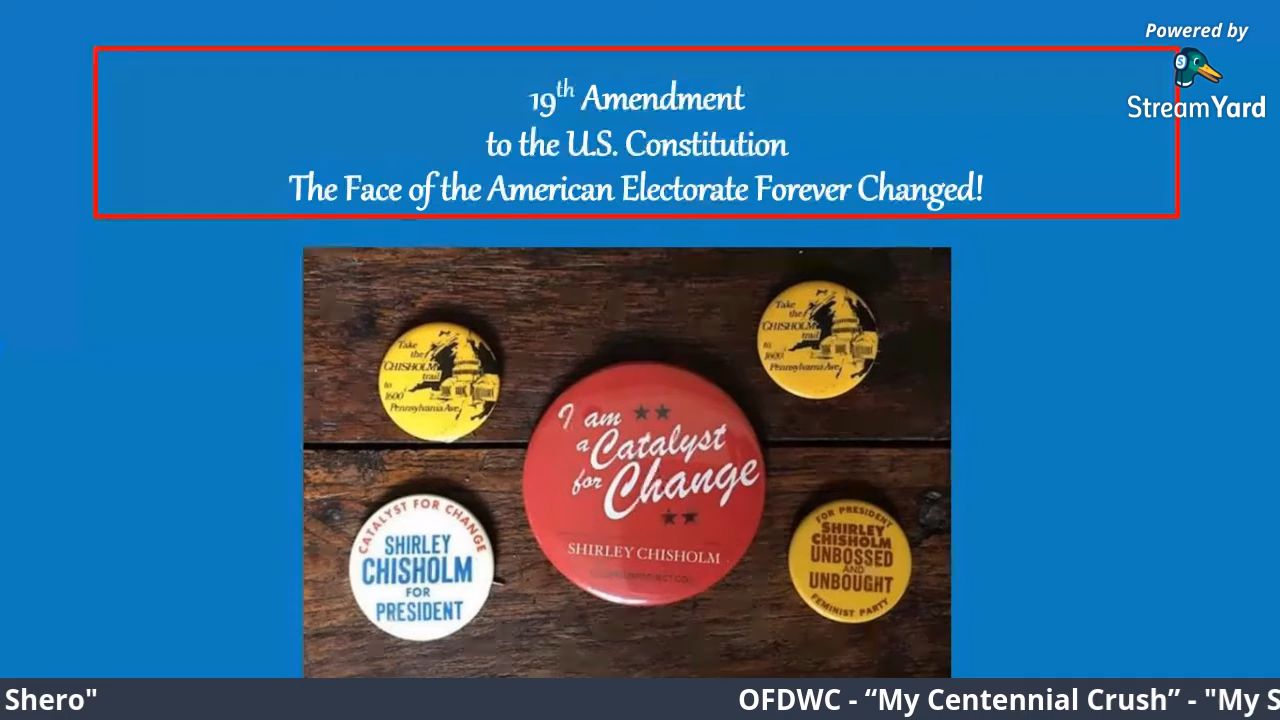 Powered by
StreamYard
19th Amendment
to the U.S. Constitution
The Face of the American Electorate Forever Changed!
Take
the
CHISHOLM
trail
to
1600
Pennsylvania Ave.
Take
the
CHISHOLM
trail
to
1600
Pennsylvania Ave.
I am
a Catalyst
for Change
SHIRLEY CHISHOLM
CATALYST FOR CHANGE
SHIRLEY
CHISHOLM
FOR
PRESIDENT
FOR PRESIDENT
SHIRLEY
CHISHOLM
UNBOSSED
AND
UNBOUGHT
FEMINIST PARTY
Shero" OFDWC - “My Centennial Crush” - "My S